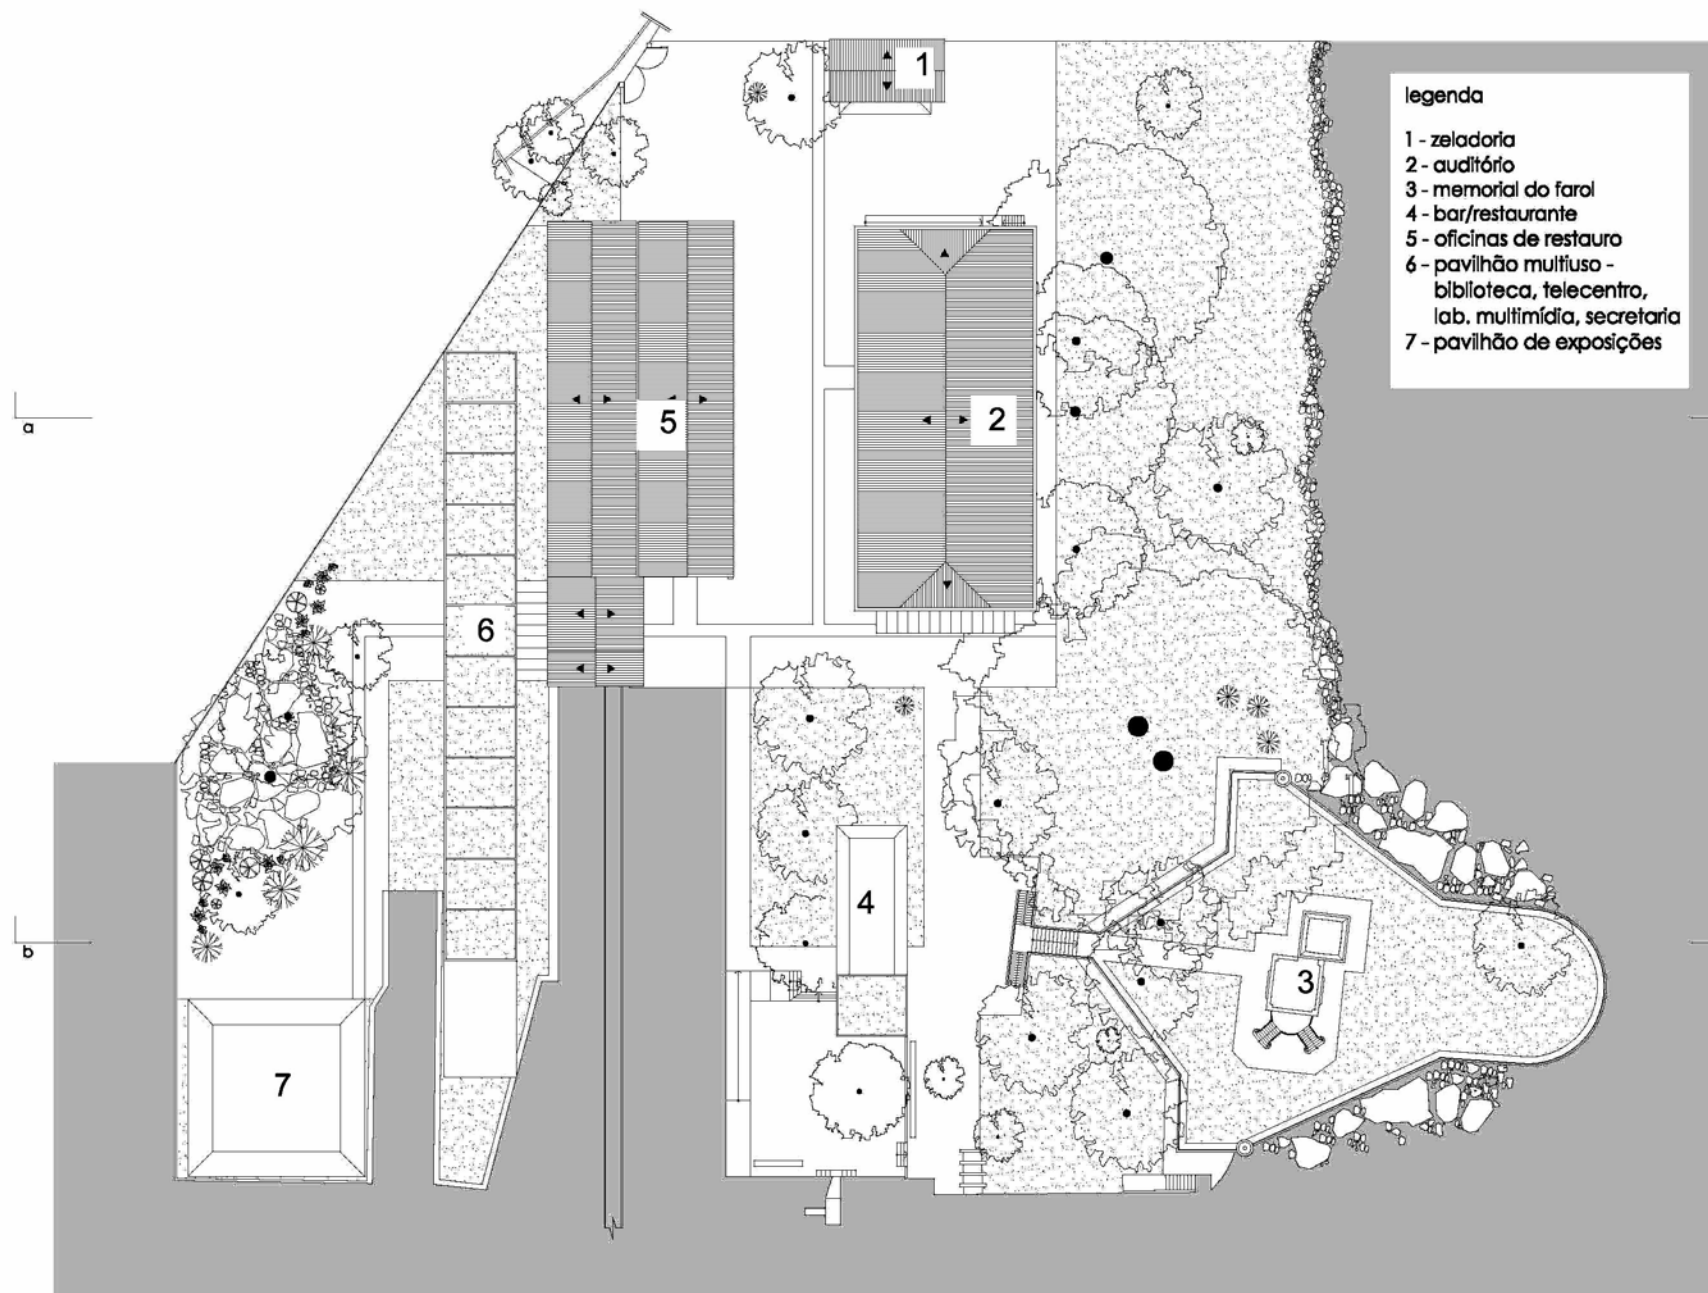 1
legenda
1 - zeladoria
2 - auditório
3 - memorial do farol
4 - bar/restaurante
5 - oficinas de restauro
6 - pavilhão multiuso -
biblioteca, telecentro,
lab. multimídia, secretaria
7 - pavilhão de exposições
a
5
2
6
4
b
3
7